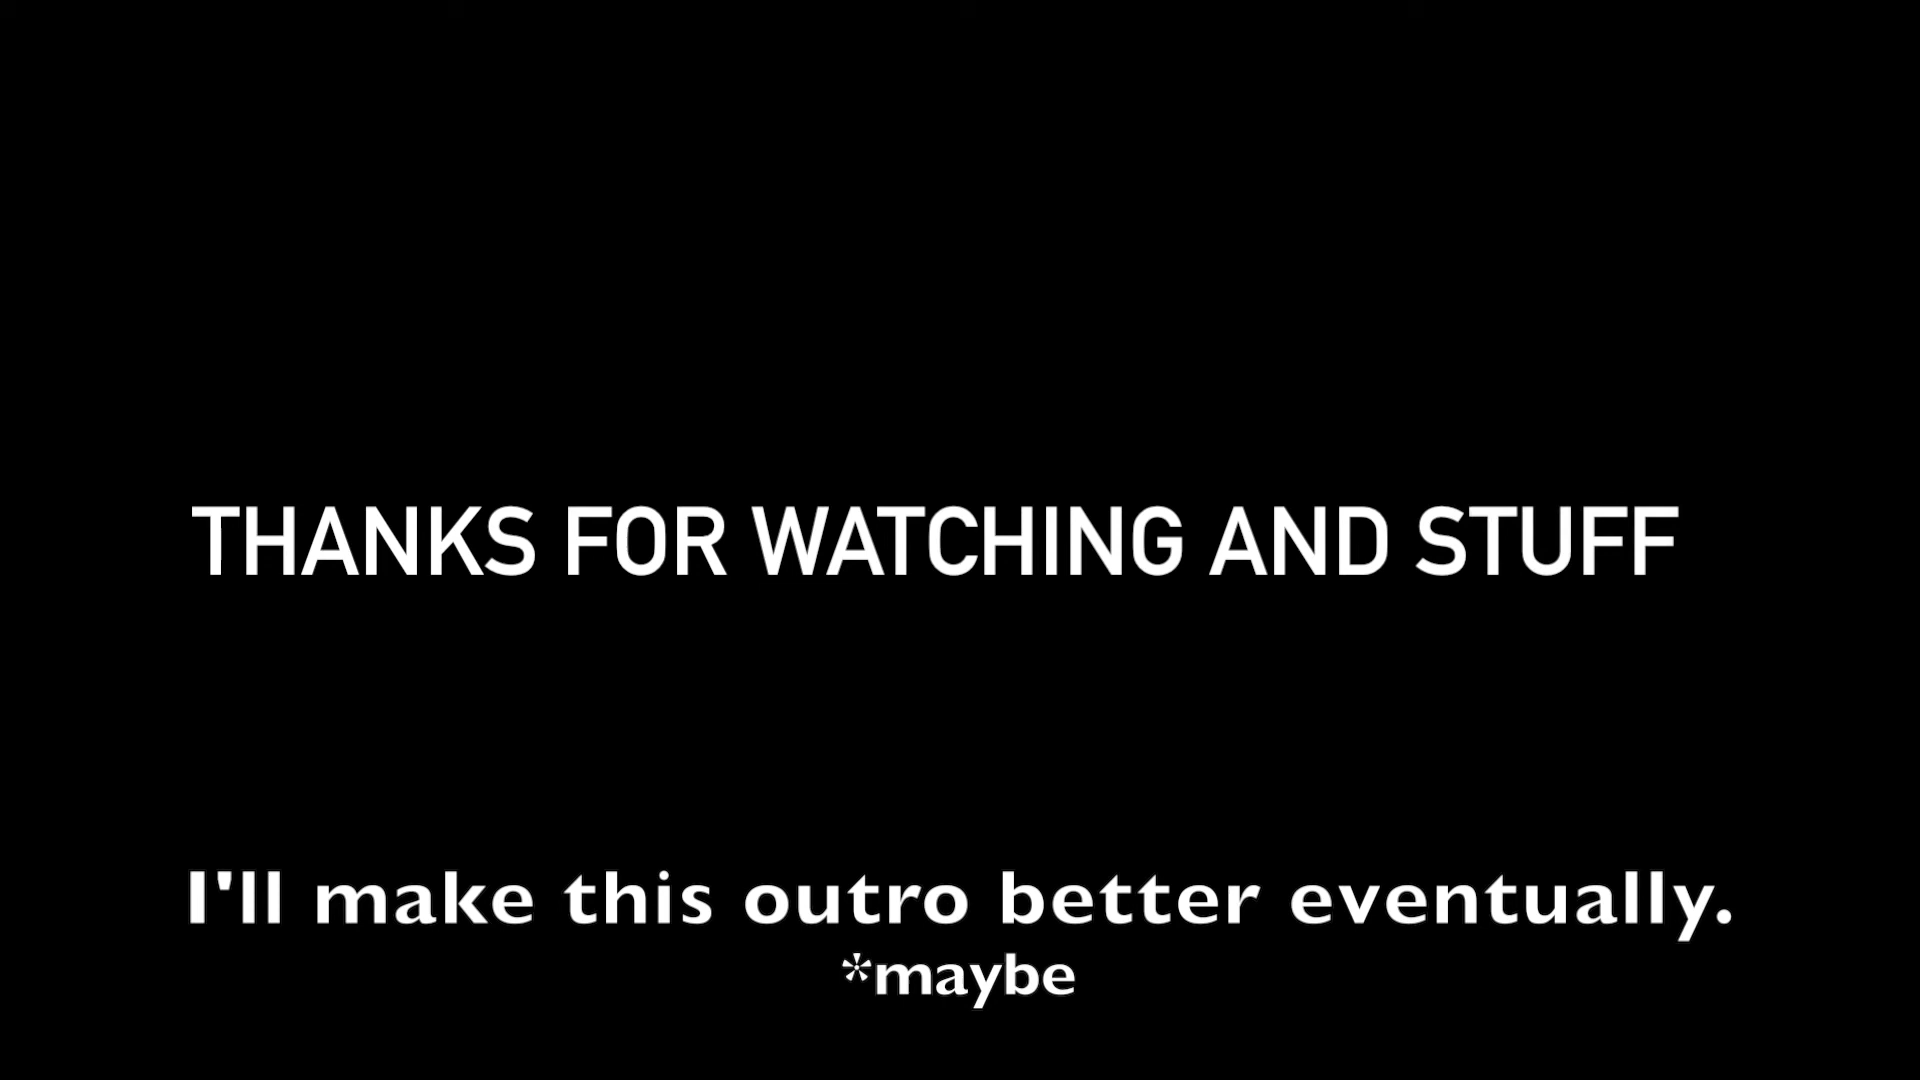 THANKS FOR WATCHING AND STUFF
I'll make this outro better eventually.
*maybe